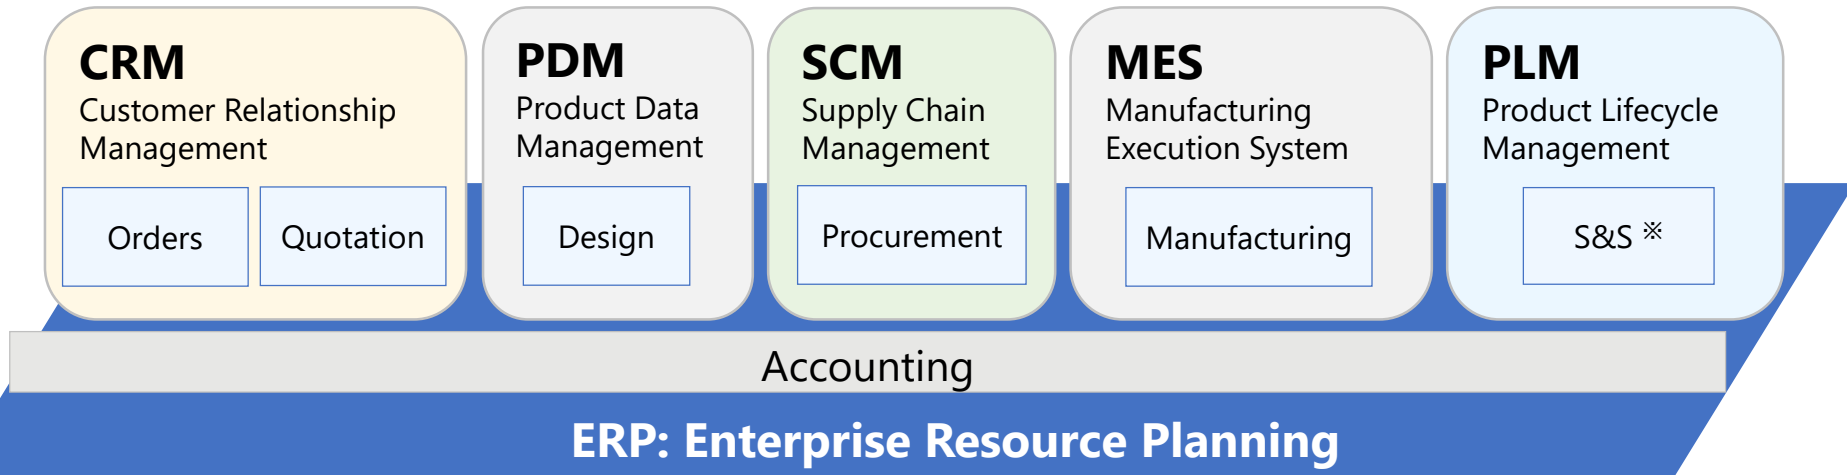 CRM
Customer Relationship
Management
Orders
Quotation
PDM
Product Data
Management
Design
SCM
Supply Chain
Management
Procurement
MES
Manufacturing
Execution System
Manufacturing
PLM
Product Lifecycle
Management
S&S ※
Accounting
ERP: Enterprise Resource Planning